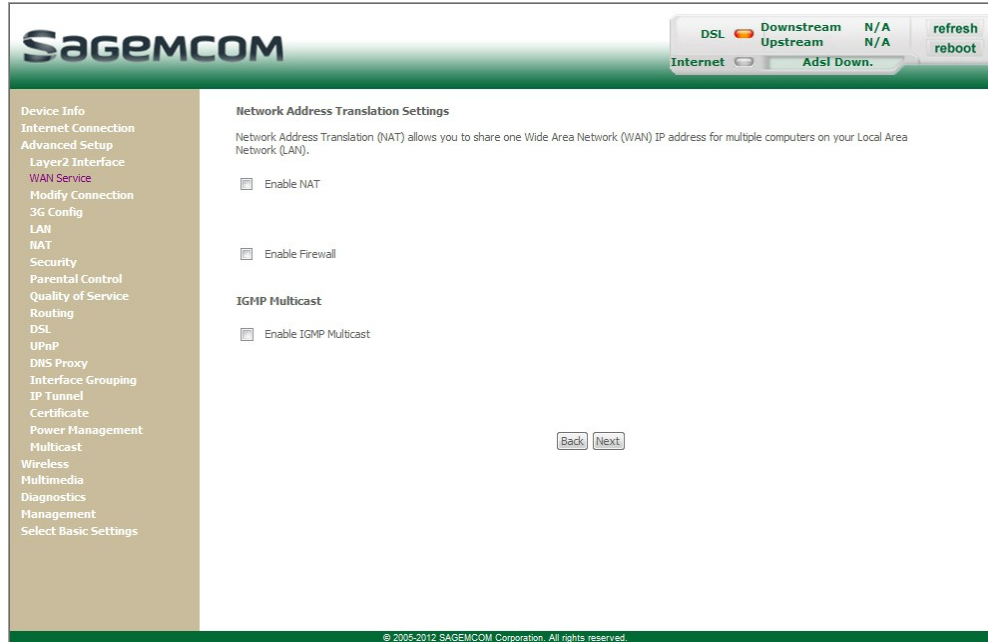 SAGEMCOM
DSL Downstream N/A
Upstream N/A
Internet Adsl Down.
refresh
reboot
Device Info
Internet Connection
Advanced Setup
Layer2 Interface
WAN Service
Modify Connection
3G Config
LAN
NAT
Security
Parental Control
Quality of Service
Routing
DSL
UPnP
DNS Proxy
Interface Grouping
IP Tunnel
Certificate
Power Management
Multicast
Wireless
Multimedia
Diagnostics
Management
Select Basic Settings
Network Address Translation Settings
Network Address Translation (NAT) allows you to share one Wide Area Network (WAN) IP address for multiple computers on your Local Area
Network (LAN).
Enable NAT
Enable Firewall
IGMP Multicast
Enable IGMP Multicast
Back Next
© 2005-2012 SAGEMCOM Corporation. All rights reserved.